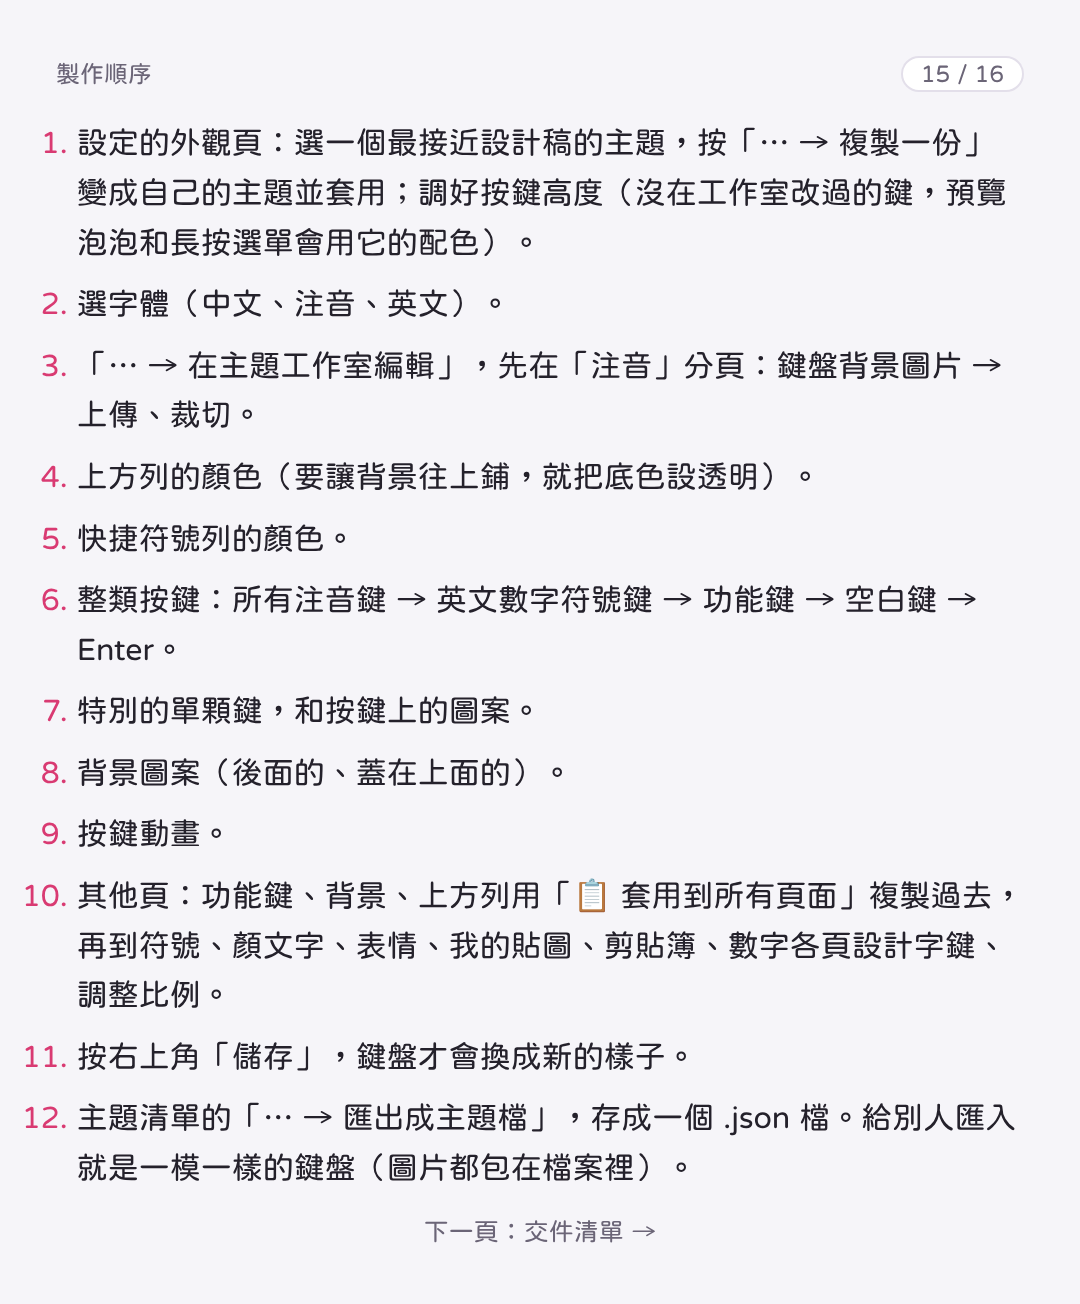 製作順序
15 / 16
1. 設定的外觀頁：選一個最接近設計稿的主題，按「⋯ → 複製一份」
變成自己的主題並套用；調好按鍵高度（沒在工作室改過的鍵，預覽
泡泡和長按選單會用它的配色）。
2. 選字體（中文、注音、英文）。
3. 「⋯ → 在主題工作室編輯」，先在「注音」分頁：鍵盤背景圖片 →
上傳、裁切。
4. 上方列的顏色（要讓背景往上鋪，就把底色設透明）。
5. 快捷符號列的顏色。
6. 整類按鍵：所有注音鍵 → 英文數字符號鍵 → 功能鍵 → 空白鍵 →
Enter。
7. 特別的單顆鍵，和按鍵上的圖案。
8. 背景圖案（後面的、蓋在上面的）。
9. 按鍵動畫。
10. 其他頁：功能鍵、背景、上方列用「📋 套用到所有頁面」複製過去，
再到符號、顏文字、表情、我的貼圖、剪貼簿、數字各頁設計字鍵、
調整比例。
11. 按右上角「儲存」，鍵盤才會換成新的樣子。
12. 主題清單的「⋯ → 匯出成主題檔」，存成一個 .json 檔。給別人匯入
就是一模一樣的鍵盤（圖片都包在檔案裡）。
下一頁：交件清單 →